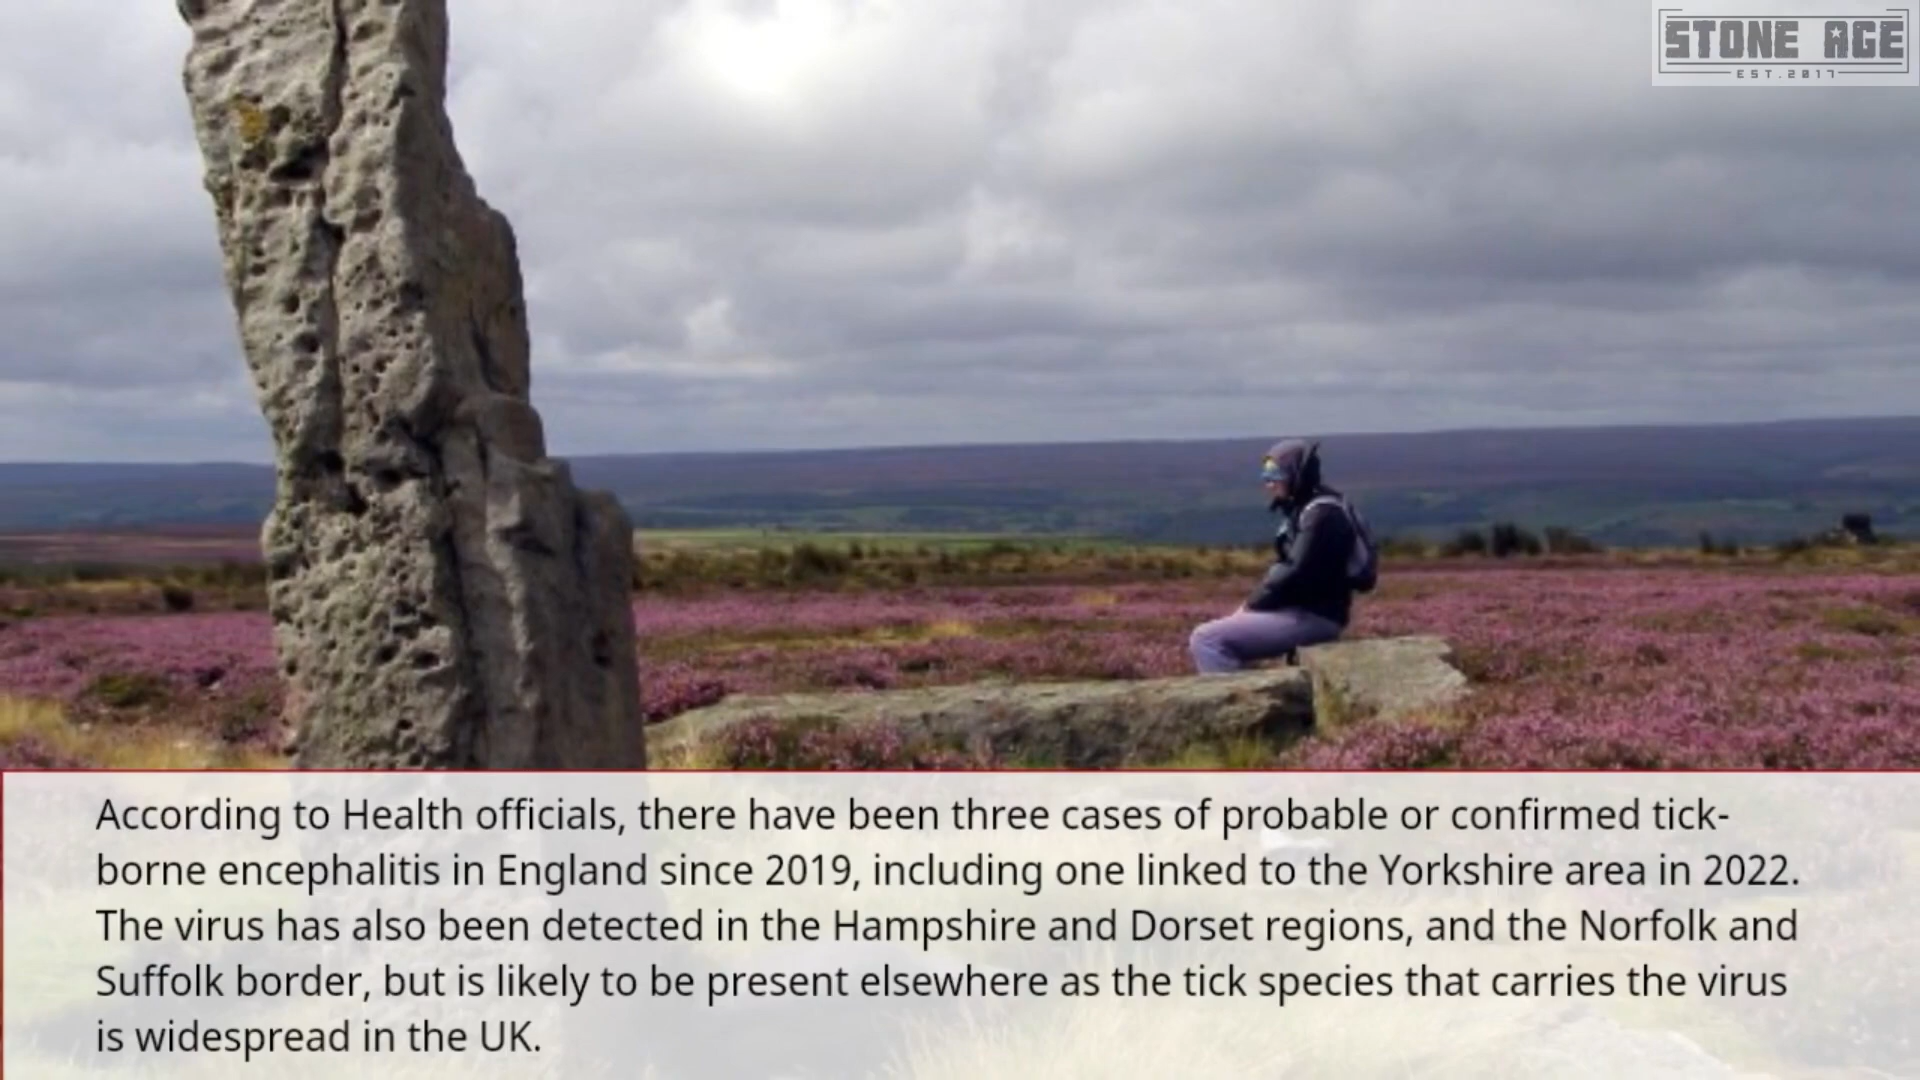 STONE AGE
EST.2017
According to Health officials, there have been three cases of probable or confirmed tick-
borne encephalitis in England since 2019, including one linked to the Yorkshire area in 2022.
The virus has also been detected in the Hampshire and Dorset regions, and the Norfolk and
Suffolk border, but is likely to be present elsewhere as the tick species that carries the virus
is widespread in the UK.